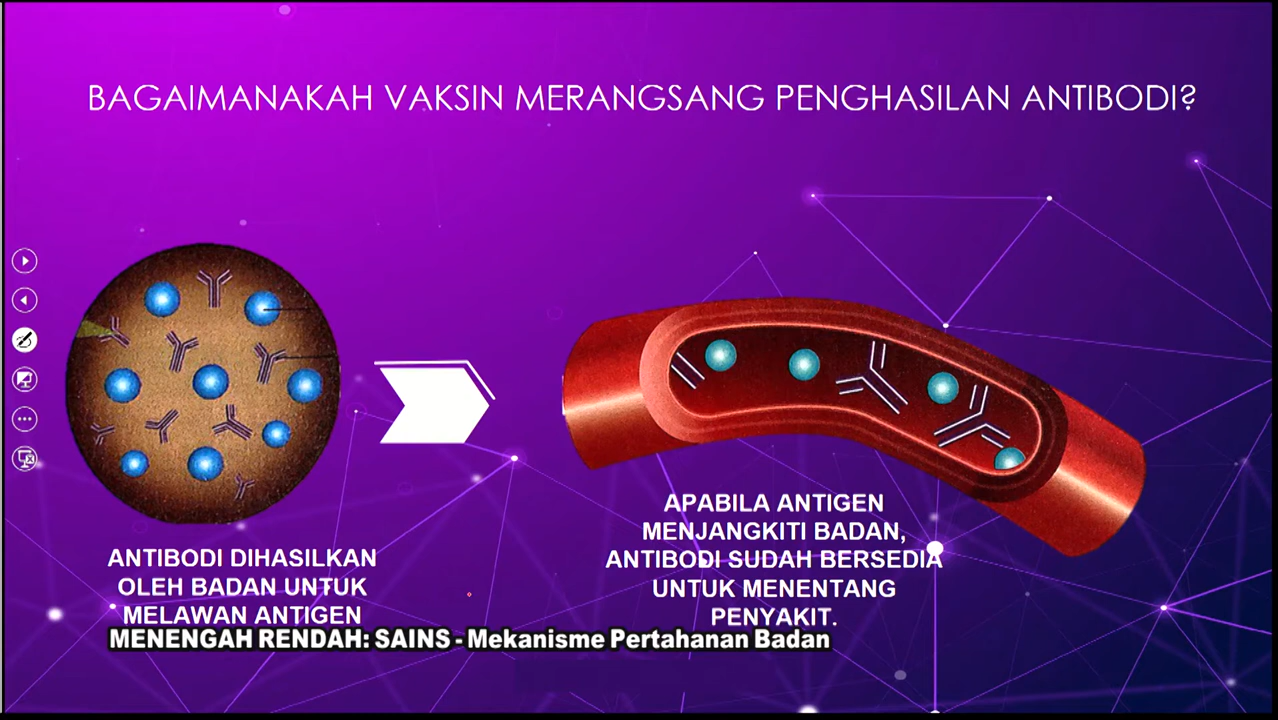 BAGAIMANAKAH VAKSIN MERANGSANG PENGHASILAN ANTIBODI?
ANTIBODI DIHASILKAN
OLEH BADAN UNTUK
MELAWAN ANTIGEN
APABILA ANTIGEN
MENJANGKITI BADAN,
ANTIBODI SUDAH BERSEDIA
UNTUK MENENTANG
PENYAKIT.
MENENGAH RENDAH: SAINS - Mekanisme Pertahanan Badan